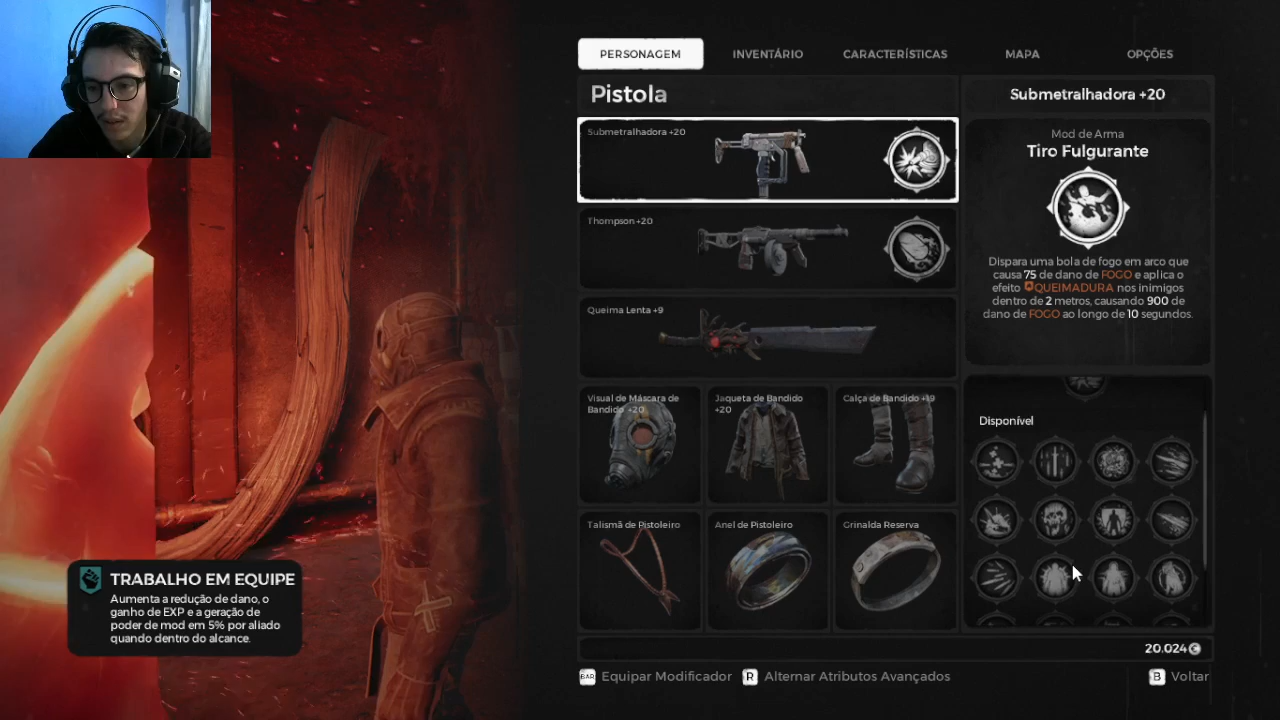 PERSONAGEM
INVENTÁRIO
CARACTERÍSTICAS
MAPA
OPÇÕES
Pistola
Submetralhadora +20
Thompson +20
Queima Lenta +9
Visual de Máscara de
Bandido +20
Jaqueta de Bandido
+20
Calça de Bandido +19
Talismã de Pistoleiro
Anel de Pistoleiro
Grinalda Reserva
Submetralhadora +20
Mod de Arma
Tiro Fulgurante
Dispara uma bola de fogo em arco que
causa 75 de dano de FOGO e aplica o
efeito QUEIMADURA nos inimigos
dentro de 2 metros, causando 900 de
dano de FOGO ao longo de 10 segundos.
Disponível
20.024
TRABALHO EM EQUIPE
Aumenta a redução de dano, o
ganho de EXP e a geração de
poder de mod em 5% por aliado
quando dentro do alcance.
BAR Equipar Modificador
R Alternar Atributos Avançados
B Voltar